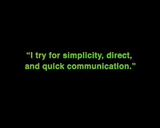 “I try for simplicity, direct,
and quick communication.”